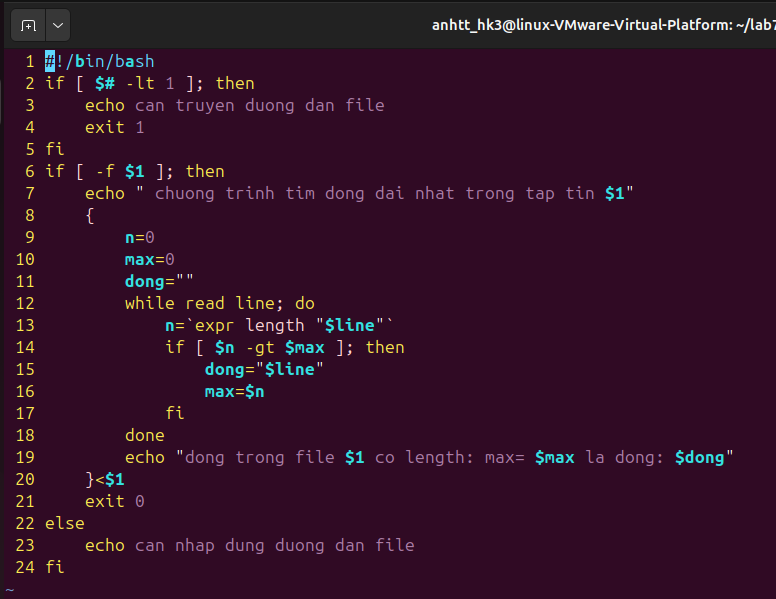 anhtt_hk3@linux-VMware-Virtual-Platform: ~/lab7
1 #!/bin/bash
2 if [ $# -lt 1 ]; then
3     echo can truyen duong dan file
4     exit 1
5 fi
6 if [ -f $1 ]; then
7     echo " chuong trinh tim dong dai nhat trong tap tin $1"
8     {
9         n=0
10         max=0
11         dong=""
12         while read line; do
13             n=`expr length "$line"`
14             if [ $n -gt $max ]; then
15                 dong="$line"
16                 max=$n
17             fi
18         done
19         echo "dong trong file $1 co length: max= $max la dong: $dong"
20     }<$1
21     exit 0
22 else
23     echo can nhap dung duong dan file
24 fi
~